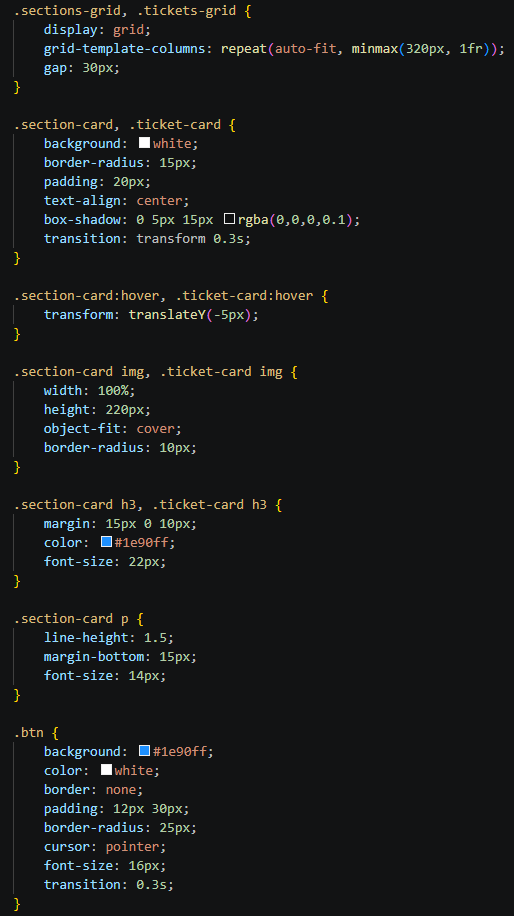 .sections-grid, .tickets-grid {
    display: grid;
    grid-template-columns: repeat(auto-fit, minmax(320px, 1fr));
    gap: 30px;
}

.section-card, .ticket-card {
    background: white;
    border-radius: 15px;
    padding: 20px;
    text-align: center;
    box-shadow: 0 5px 15px rgba(0,0,0,0.1);
    transition: transform 0.3s;
}

.section-card:hover, .ticket-card:hover {
    transform: translateY(-5px);
}

.section-card img, .ticket-card img {
    width: 100%;
    height: 220px;
    object-fit: cover;
    border-radius: 10px;
}

.section-card h3, .ticket-card h3 {
    margin: 15px 0 10px;
    color: #1e90ff;
    font-size: 22px;
}

.section-card p {
    line-height: 1.5;
    margin-bottom: 15px;
    font-size: 14px;
}

.btn {
    background: #1e90ff;
    color: white;
    border: none;
    padding: 12px 30px;
    border-radius: 25px;
    cursor: pointer;
    font-size: 16px;
    transition: 0.3s;
}